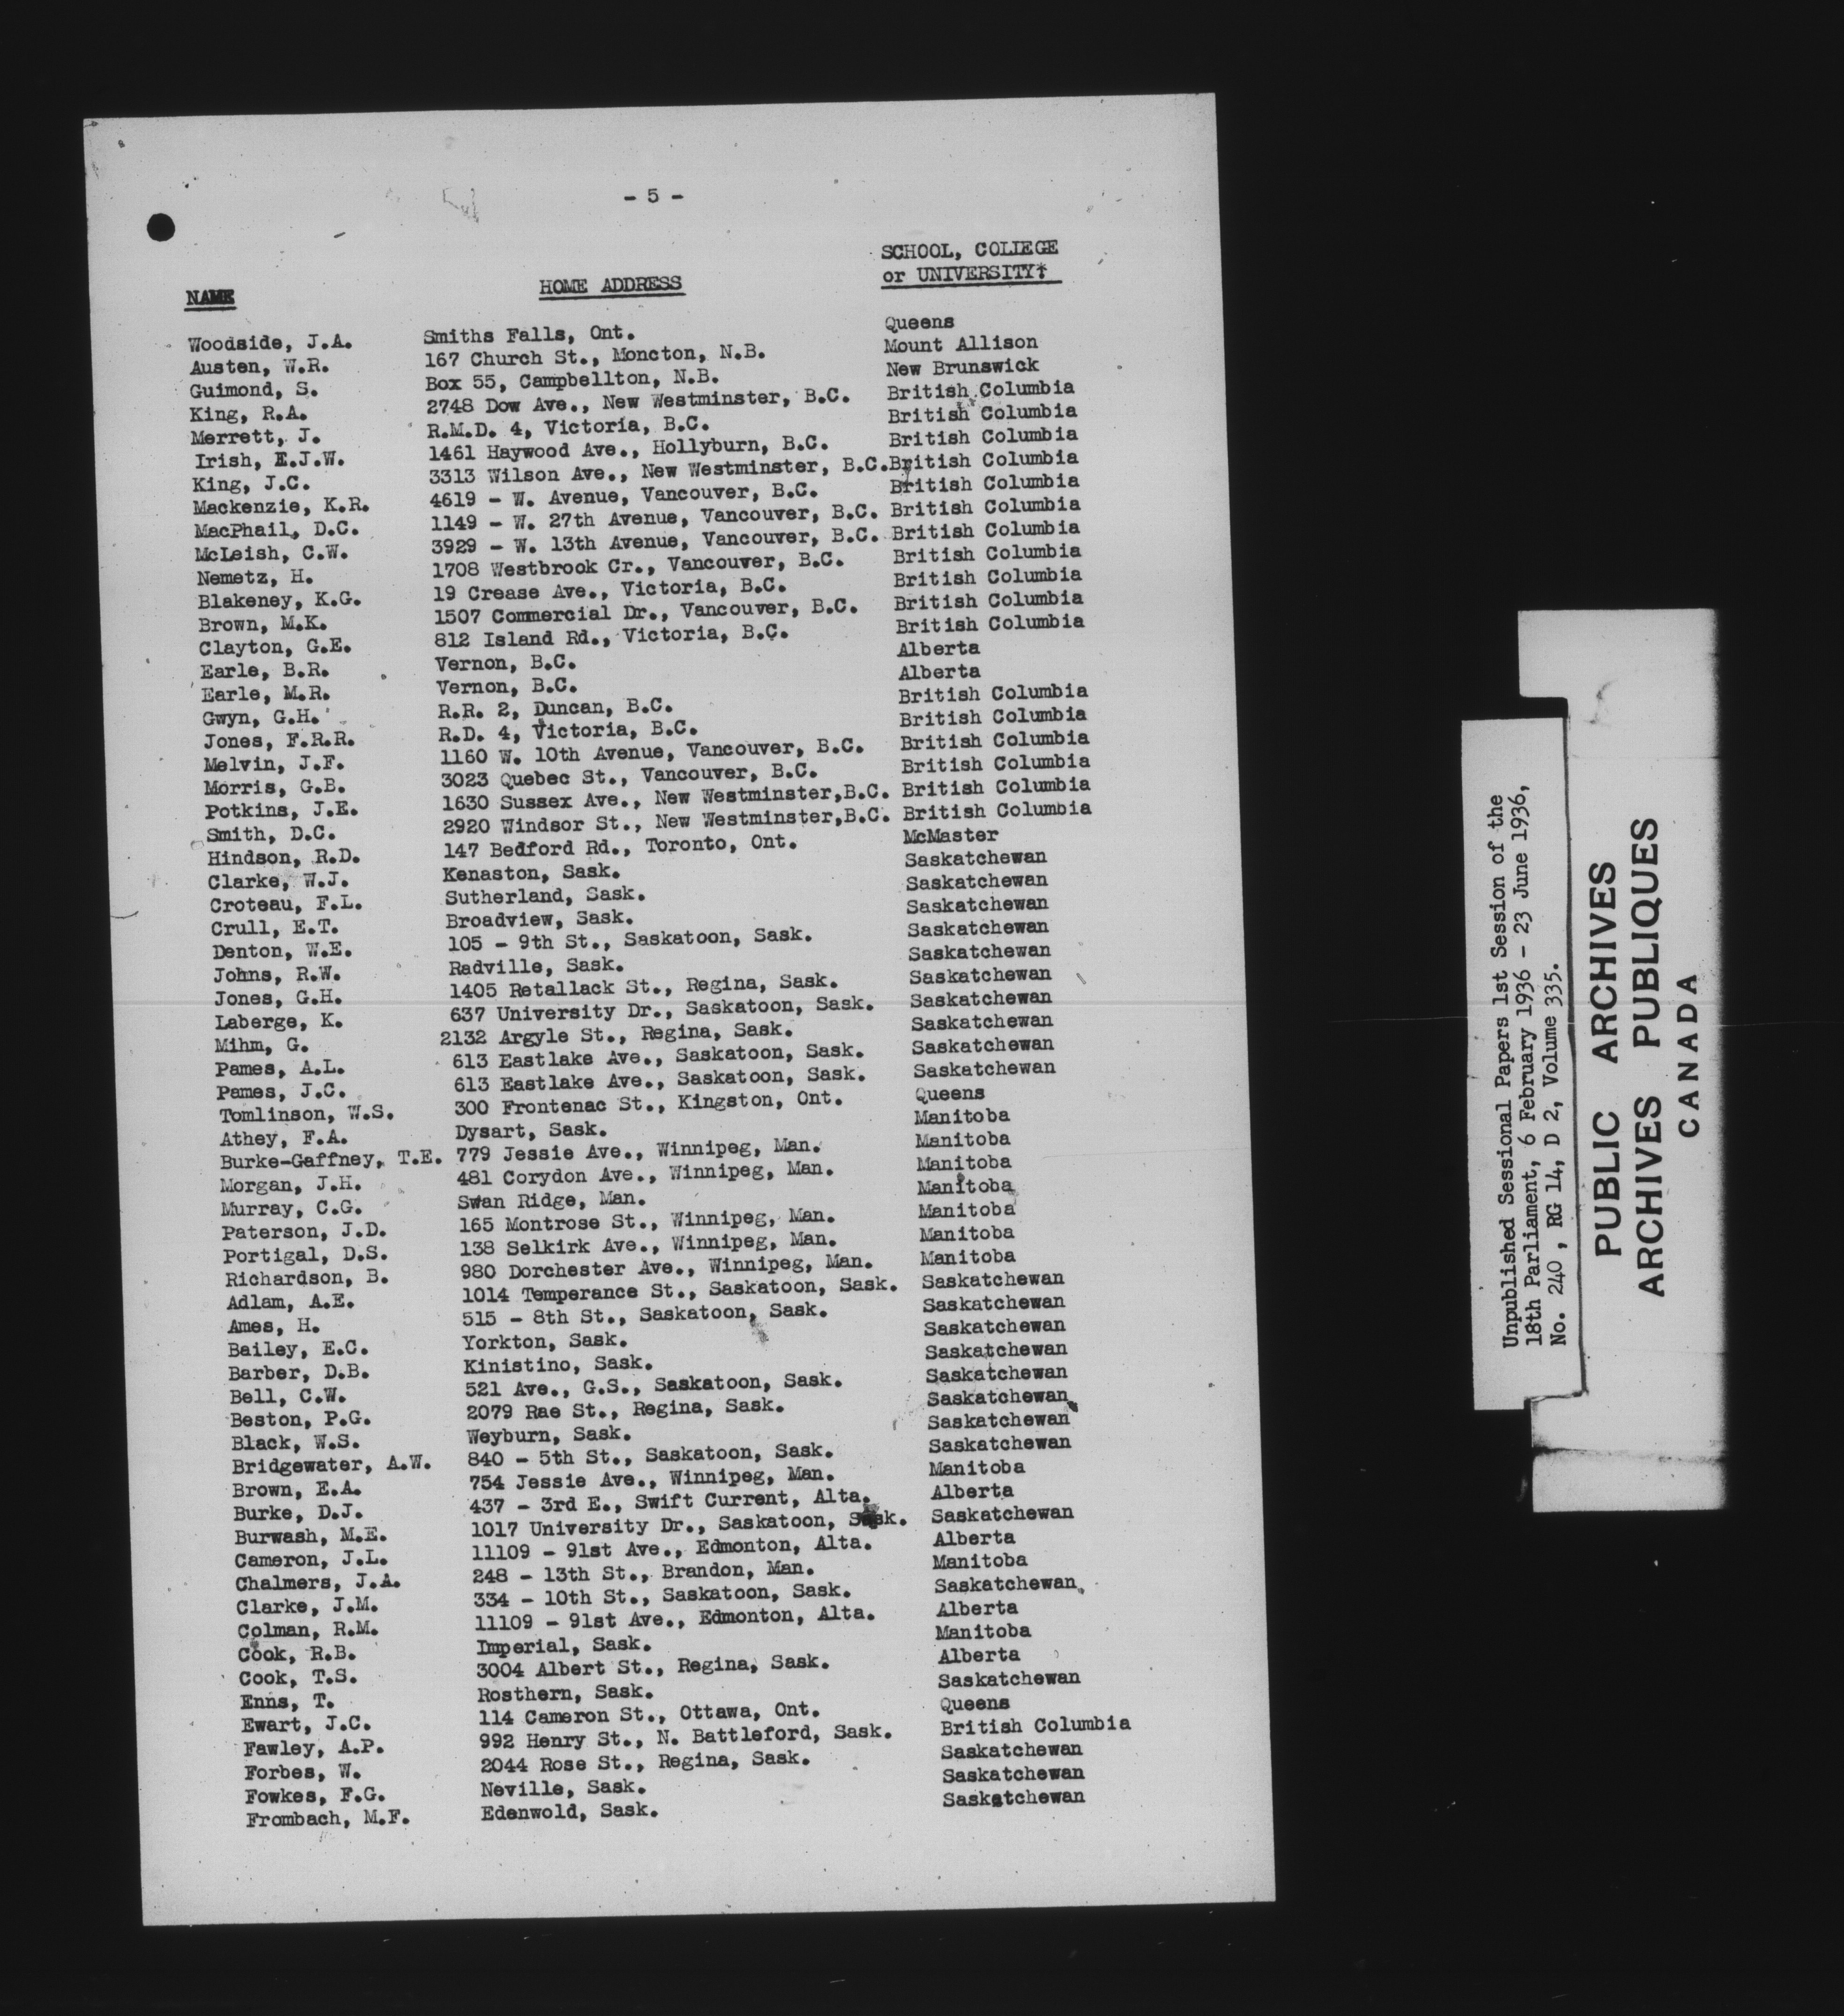 - 5 -
SCHOOL, COLLEGE
NAME HOME ADDRESS or UNIVERSITY†
Woodside, J.A. Smiths Falls, Ont. Queens
Austen, W.R. 167 Church St., Moncton, N.B. Mount Allison
Guimond, S. Box 55, Campbellton, N.B. New Brunswick
King, R.A. 2748 Dow Ave., New Westminster, B.C. British Columbia
Merrett, J. R.M.D. 4, Victoria, B.C. British Columbia
Irish, E.J.W. 1461 Haywood Ave., Hollyburn, B.C. British Columbia
King, J.C. 3313 Wilson Ave., New Westminster, B.C. British Columbia
Mackenzie, K.R. 4619 - W. Avenue, Vancouver, B.C. British Columbia
MacPhail, D.C. 1149 - W. 27th Avenue, Vancouver, B.C. British Columbia
McLeish, C.W. 3929 - W. 13th Avenue, Vancouver, B.C. British Columbia
Nemetz, H. 1708 Westbrook Cr., Vancouver, B.C. British Columbia
Blakeney, K.G. 19 Crease Ave., Victoria, B.C. British Columbia
Brown, M.K. 1507 Commercial Dr., Vancouver, B.C. British Columbia
Clayton, G.E. 812 Island Rd., Victoria, B.C. British Columbia
Earle, B.R. Vernon, B.C. Alberta
Earle, M.R. Vernon, B.C. Alberta
Gwyn, G.H. R.R. 2, Duncan, B.C. British Columbia
Jones, F.R.R. R.D. 4, Victoria, B.C. British Columbia
Melvin, J.F. 1160 W. 10th Avenue, Vancouver, B.C. British Columbia
Morris, G.B. 3023 Quebec St., Vancouver, B.C. British Columbia
Potkins, J.E. 1630 Sussex Ave., New Westminster,B.C. British Columbia
Smith, D.C. 2920 Windsor St., New Westminster,B.C. British Columbia
Hindson, R.D. 147 Bedford Rd., Toronto, Ont. McMaster
Clarke, W.J. Kenaston, Sask. Saskatchewan
Croteau, F.L. Sutherland, Sask. Saskatchewan
Crull, E.T. Broadview, Sask. Saskatchewan
Denton, W.E. 105 - 9th St., Saskatoon, Sask. Saskatchewan
Johns, R.W. Radville, Sask. Saskatchewan
Jones, G.H. 1405 Retallack St., Regina, Sask. Saskatchewan
Laberge, K. 637 University Dr., Saskatoon, Sask. Saskatchewan
Mihm, G. 2132 Argyle St., Regina, Sask. Saskatchewan
Pames, A.L. 613 Eastlake Ave., Saskatoon, Sask. Saskatchewan
Pames, J.C. 613 Eastlake Ave., Saskatoon, Sask. Saskatchewan
Tomlinson, W.S. 300 Frontenac St., Kingston, Ont. Queens
Athey, F.A. Dysart, Sask. Manitoba
Burke-Gaffney, T.E. 779 Jessie Ave., Winnipeg, Man. Manitoba
Morgan, J.H. 481 Corydon Ave., Winnipeg, Man. Manitoba
Murray, C.G. Swan Ridge, Man. Manitoba
Paterson, J.D. 165 Montrose St., Winnipeg, Man. Manitoba
Portigal, D.S. 138 Selkirk Ave., Winnipeg, Man. Manitoba
Richardson, B. 980 Dorchester Ave., Winnipeg, Man. Manitoba
Adlam, A.E. 1014 Temperance St., Saskatoon, Sask. Saskatchewan
Ames, H. 515 - 8th St., Saskatoon, Sask. Saskatchewan
Bailey, E.C. Yorkton, Sask. Saskatchewan
Barber, D.B. Kinistino, Sask. Saskatchewan
Bell, C.W. 521 Ave., G.S., Saskatoon, Sask. Saskatchewan
Beston, P.G. 2079 Rae St., Regina, Sask. Saskatchewan
Black, W.S. Weyburn, Sask. Saskatchewan
Bridgewater, A.W. 840 - 5th St., Saskatoon, Sask. Saskatchewan
Brown, E.A. 754 Jessie Ave., Winnipeg, Man. Manitoba
Burke, D.J. 437 - 3rd E., Swift Current, Alta. Alberta
Burwash, M.E. 1017 University Dr., Saskatoon, Sask. Saskatchewan
Cameron, J.L. 11109 - 91st Ave., Edmonton, Alta. Alberta
Chalmers, J.A. 248 - 13th St., Brandon, Man. Manitoba
Clarke, J.M. 334 - 10th St., Saskatoon, Sask. Saskatchewan
Colman, R.M. 11109 - 91st Ave., Edmonton, Alta. Alberta
Cook, R.B. Imperial, Sask. Manitoba
Cook, T.S. 3004 Albert St., Regina, Sask. Alberta
Enns, T. Rosthern, Sask. Saskatchewan
Ewart, J.C. 114 Cameron St., Ottawa, Ont. Queens
Fawley, A.P. 992 Henry St., N. Battleford, Sask. British Columbia
Forbes, W. 2044 Rose St., Regina, Sask. Saskatchewan
Fowkes, F.G. Neville, Sask. Saskatchewan
Frombach, M.F. Edenwold, Sask. Saskatchewan
Unpublished Sessional Papers 1st Session of the
18th Parliament, 6 February 1936 - 23 June 1936,
No. 240 , RG 14, D 2, Volume 335.
PUBLIC ARCHIVES
ARCHIVES PUBLIQUES
CANADA